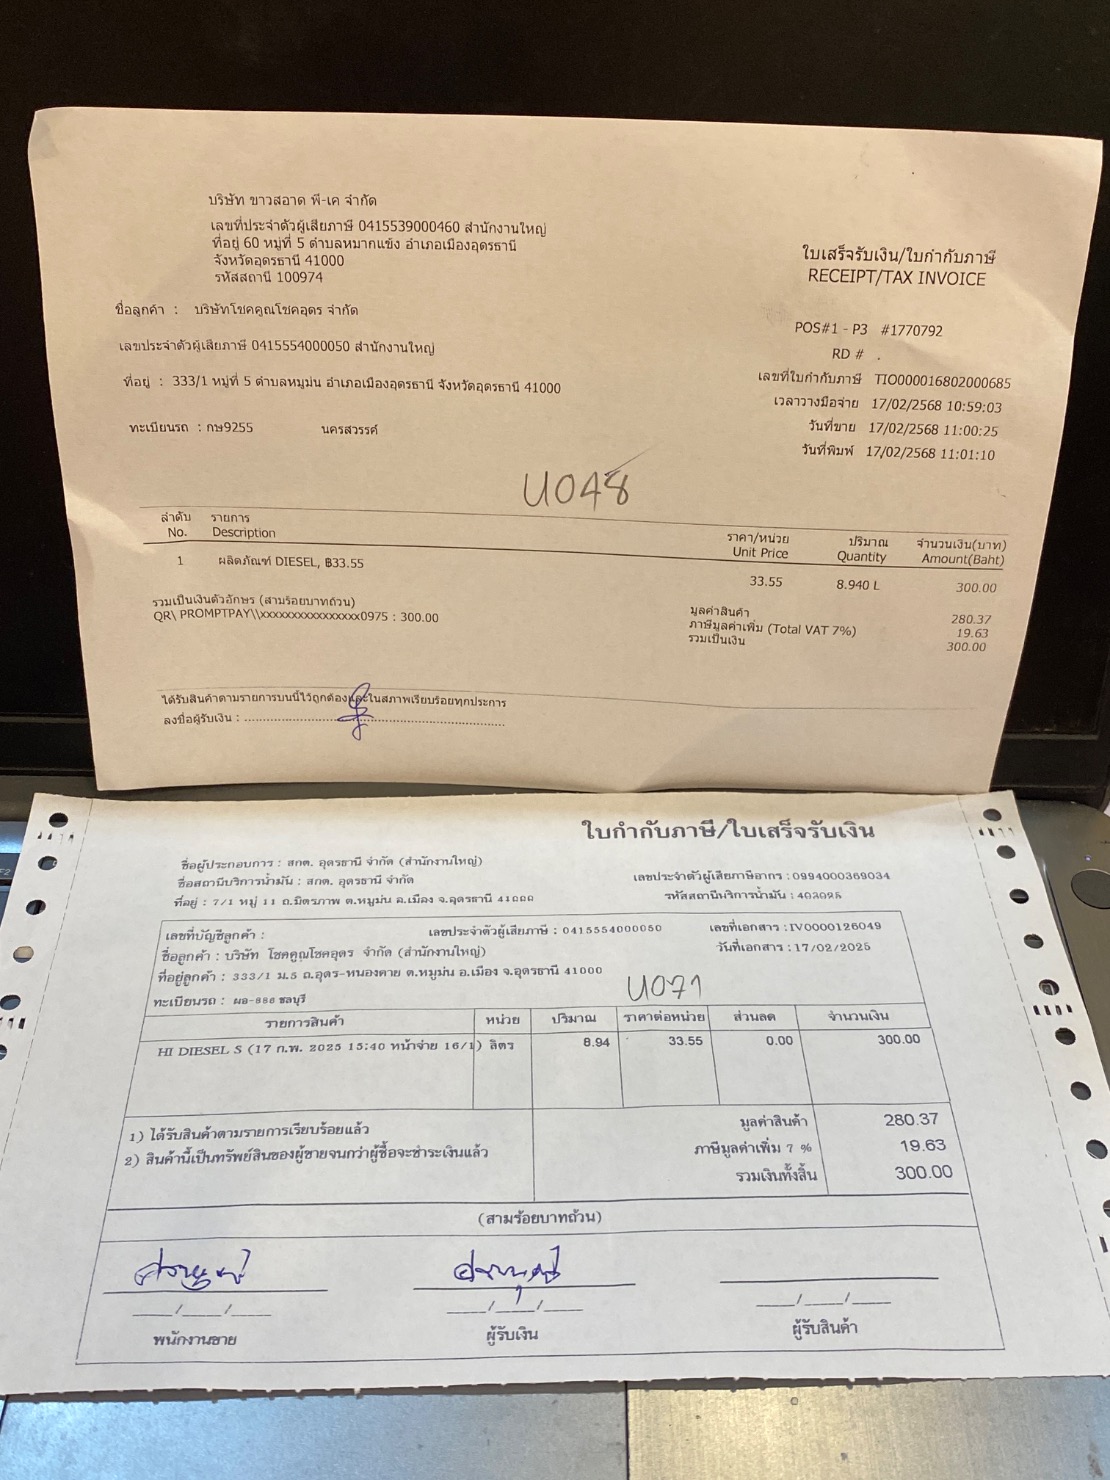 บริษัท ขาวสอาด พี-เค จำกัด
เลขที่ประจำตัวผู้เสียภาษี 0415539000460 สำนักงานใหญ่
ที่อยู่ 60 หมู่ที่ 5 ตำบลหมากแข้ง อำเภอเมืองอุดรธานี
จังหวัดอุดรธานี 41000
รหัสสถานี 100974
ใบเสร็จรับเงิน/ใบกำกับภาษี
RECEIPT/TAX INVOICE
ชื่อลูกค้า : บริษัทโชคคูณโชคอุดร จำกัด
POS#1 - P3 #1770792
RD # .
เลขประจำตัวผู้เสียภาษี 0415554000050 สำนักงานใหญ่
เลขที่ใบกำกับภาษี TIO000016802000685
ที่อยู่ : 333/1 หมู่ที่ 5 ตำบลหมูม่น อำเภอเมืองอุดรธานี จังหวัดอุดรธานี 41000
เวลาวางมือจ่าย 17/02/2568 10:59:03
ทะเบียนรถ : กษ9255 นครสวรรค์
วันที่ขาย 17/02/2568 11:00:25
วันที่พิมพ์ 17/02/2568 11:01:10
U048
ลำดับ รายการ ราคา/หน่วย ปริมาณ จำนวนเงิน(บาท)
No. Description Unit Price Quantity Amount(Baht)
1 ผลิตภัณฑ์ DIESEL, ฿33.55 33.55 8.940 L 300.00
รวมเป็นเงินตัวอักษร (สามร้อยบาทถ้วน)
QR\ PROMPTPAY\\xxxxxxxxxxxxxxxx0975 : 300.00
มูลค่าสินค้า 280.37
ภาษีมูลค่าเพิ่ม (Total VAT 7%) 19.63
รวมเป็นเงิน 300.00
ได้รับสินค้าตามรายการบนนี้ไว้ถูกต้องและในสภาพเรียบร้อยทุกประการ
ลงชื่อผู้รับเงิน :
ใบกำกับภาษี/ใบเสร็จรับเงิน
ชื่อผู้ประกอบการ : สกต. อุดรธานี จำกัด (สำนักงานใหญ่)
ชื่อสถานีบริการน้ำมัน : สกต. อุดรธานี จำกัด
เลขประจำตัวผู้เสียภาษีอากร : 0994000369034
ที่อยู่ : 7/1 หมู่ 11 ถ.มิตรภาพ ต.หมูม่น อ.เมือง จ.อุดรธานี 41000
รหัสสถานีบริการน้ำมัน : 403025
เลขที่บัญชีลูกค้า :
เลขประจำตัวผู้เสียภาษี : 0415554000050
เลขที่เอกสาร : IV0000126049
ชื่อลูกค้า : บริษัท โชคคูณโชคอุดร จำกัด (สำนักงานใหญ่)
วันที่เอกสาร : 17/02/2025
ที่อยู่ลูกค้า : 333/1 ม.5 ถ.อุดร-หนองคาย ต.หมูม่น อ.เมือง จ.อุดรธานี 41000
U071
ทะเบียนรถ : ผอ-886 ชลบุรี
รายการสินค้า หน่วย ปริมาณ ราคาต่อหน่วย ส่วนลด จำนวนเงิน
HI DIESEL S (17 ก.พ. 2025 15:40 หน้าจ่าย 16/1) ลิตร 8.94 33.55 0.00 300.00
1) ได้รับสินค้าตามรายการเรียบร้อยแล้ว
2) สินค้านี้เป็นทรัพย์สินของผู้ขายจนกว่าผู้ซื้อจะชำระเงินแล้ว
มูลค่าสินค้า 280.37
ภาษีมูลค่าเพิ่ม 7 % 19.63
รวมเงินทั้งสิ้น 300.00
(สามร้อยบาทถ้วน)
____/____/____ ____/____/____ ____/____/____
พนักงานขาย ผู้รับเงิน ผู้รับสินค้า